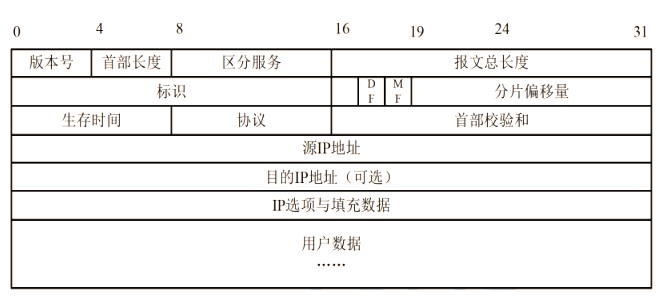 0 4 8 16 19 24 31
版本号 首部长度 区分服务 报文总长度
标识 DF MF 分片偏移量
生存时间 协议 首部校验和
源IP地址
目的IP地址（可选）
IP选项与填充数据
用户数据
……